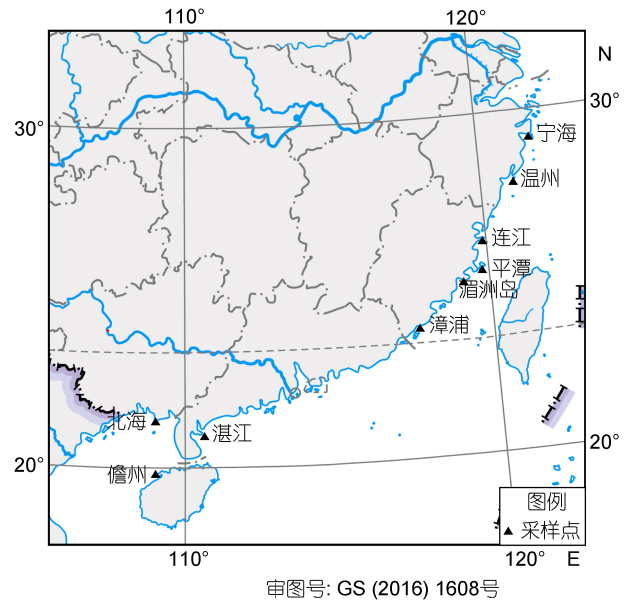 110°
120°
N
30°
30°
宁海
温州
连江
平潭
湄洲岛
漳浦
北海
湛江
20°
20°
儋州
图例
采样点
110°
120°
E
审图号: GS (2016) 1608号